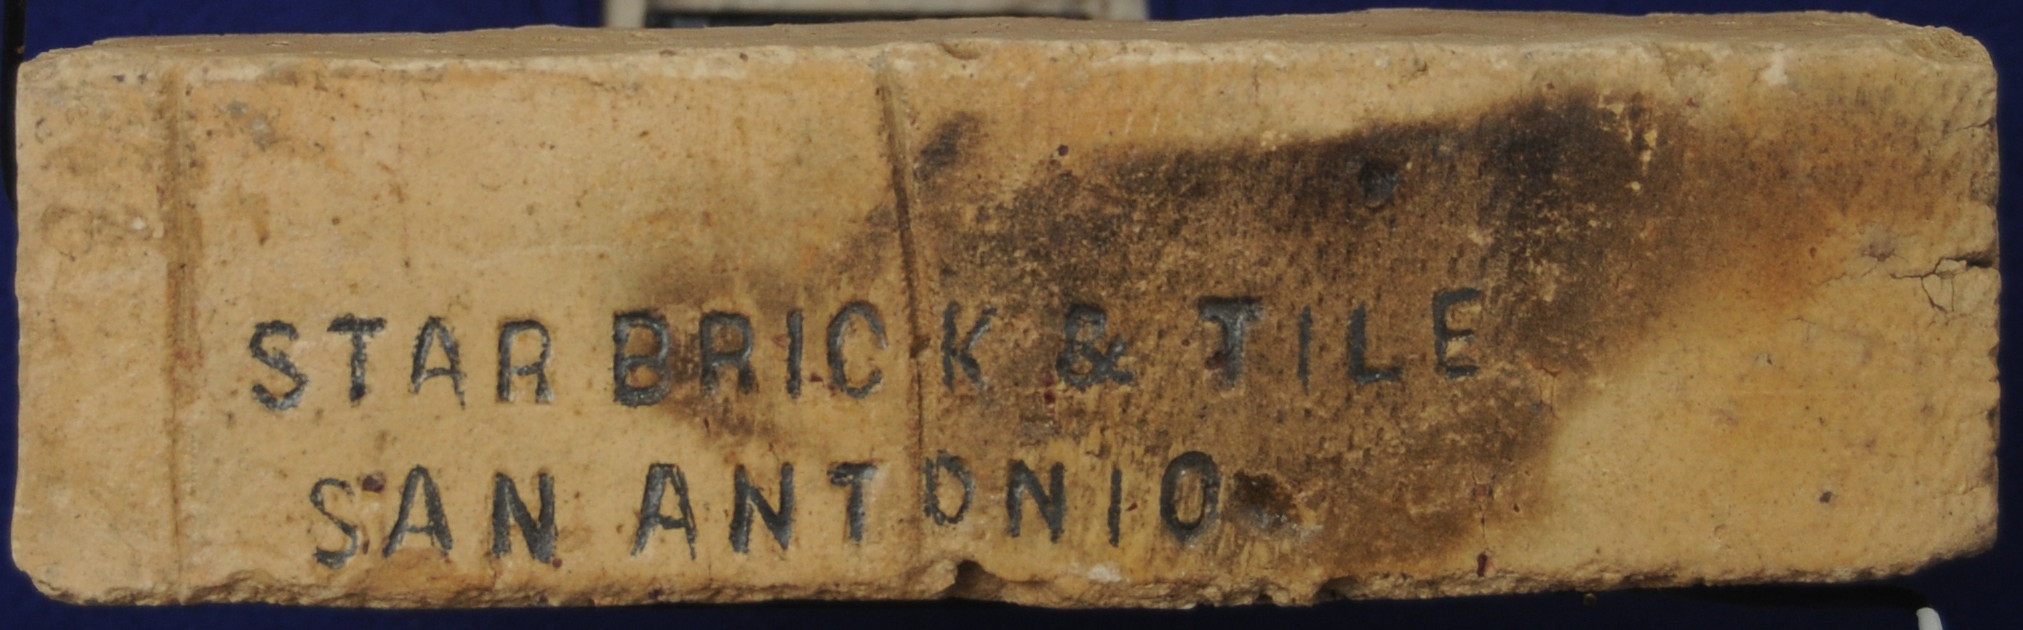 STAR BRICK & TILE
SAN ANTONIO